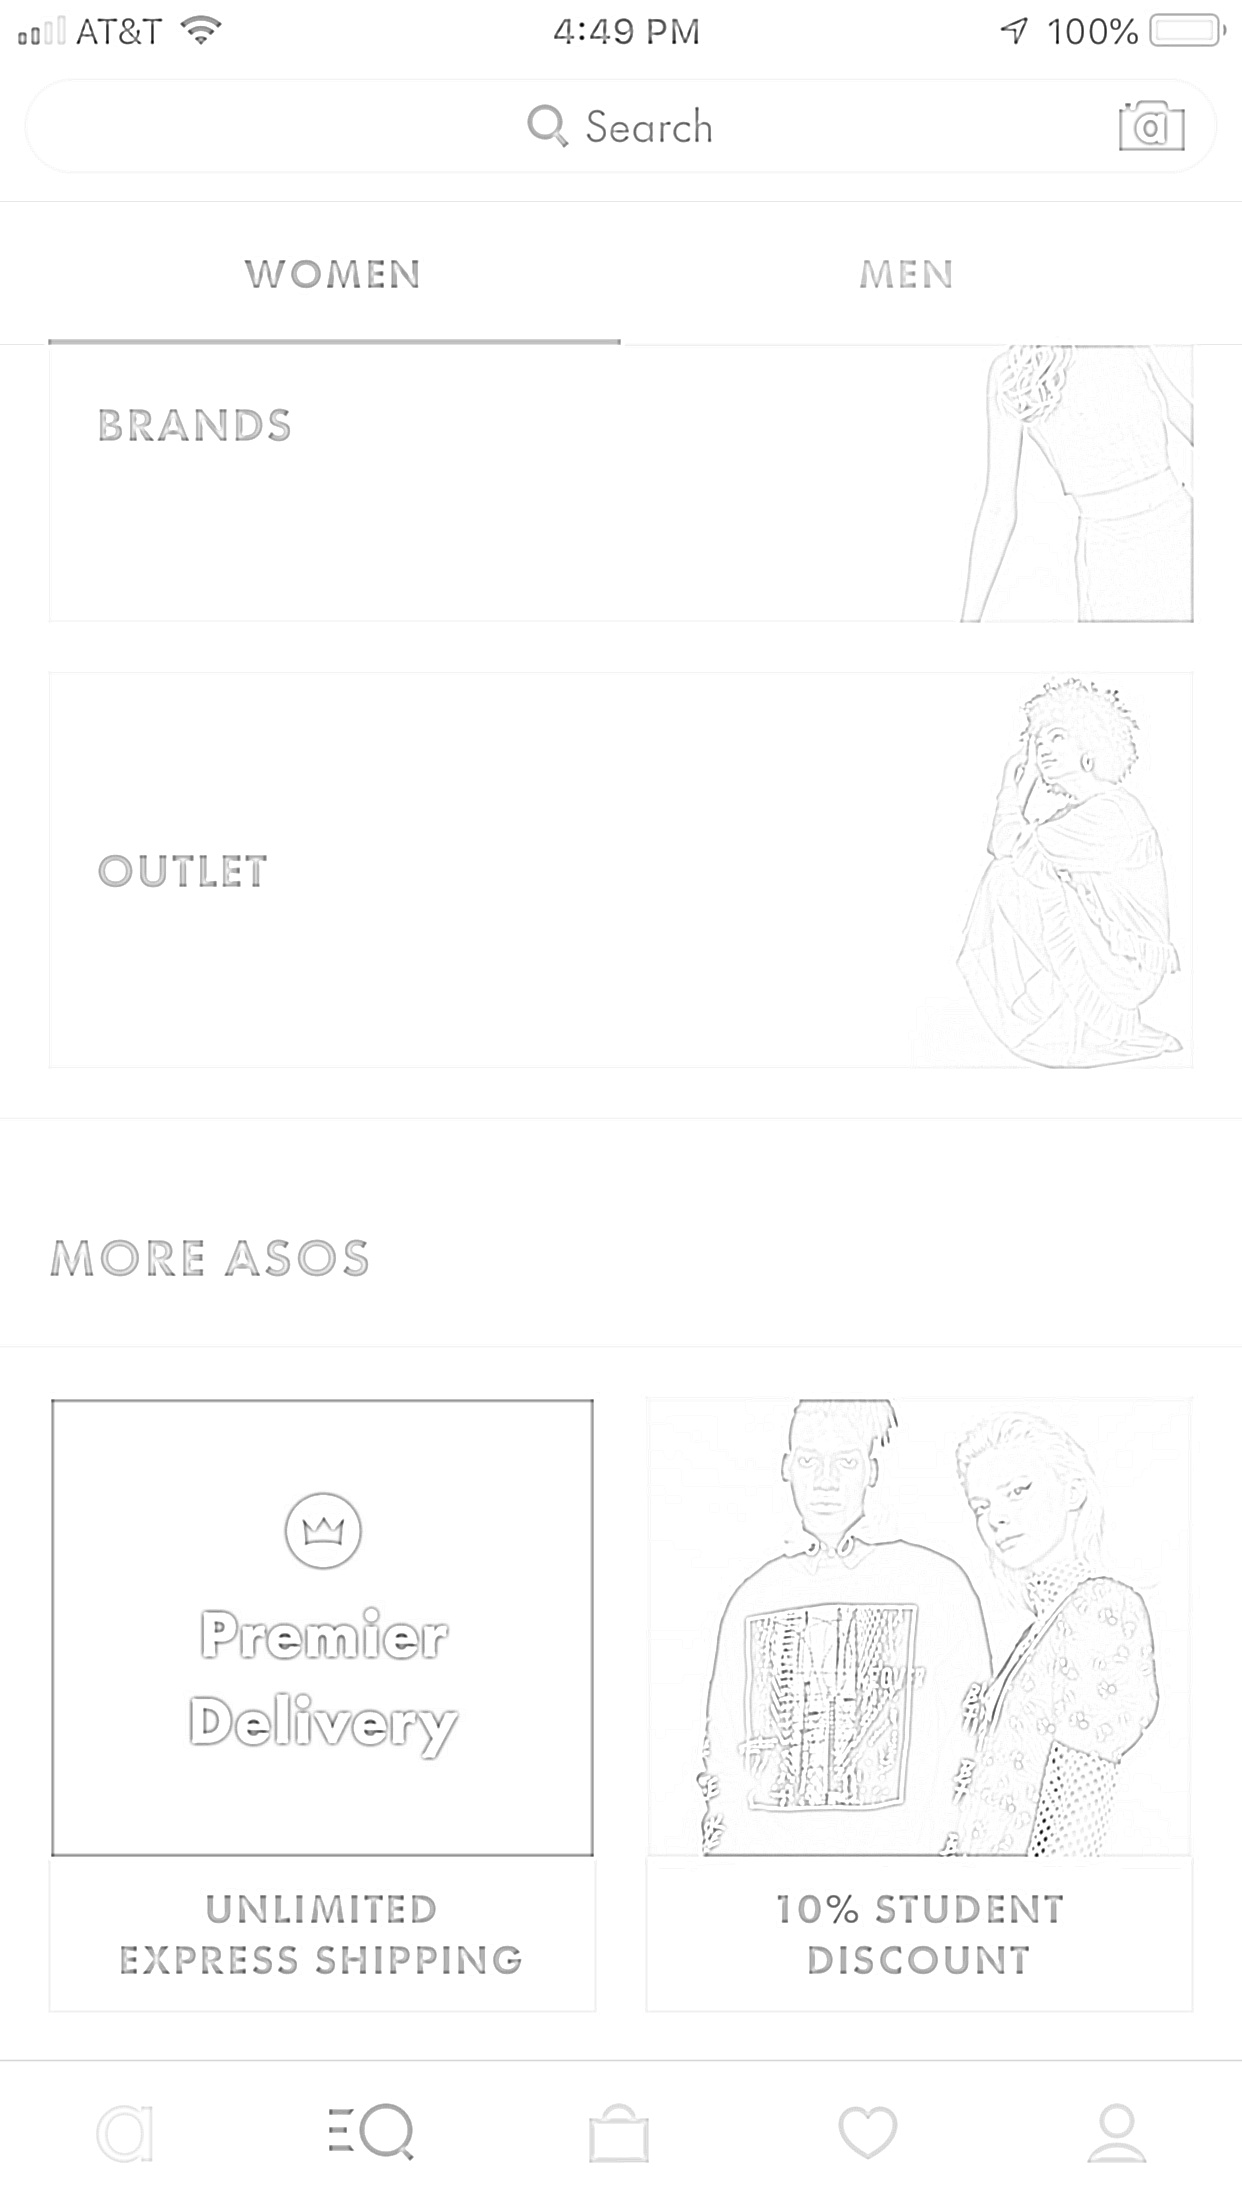 AT&T 4:49 PM 100%
Search
WOMEN MEN
BRANDS
OUTLET
MORE ASOS
Premier
Delivery
UNLIMITED
EXPRESS SHIPPING
10% STUDENT
DISCOUNT